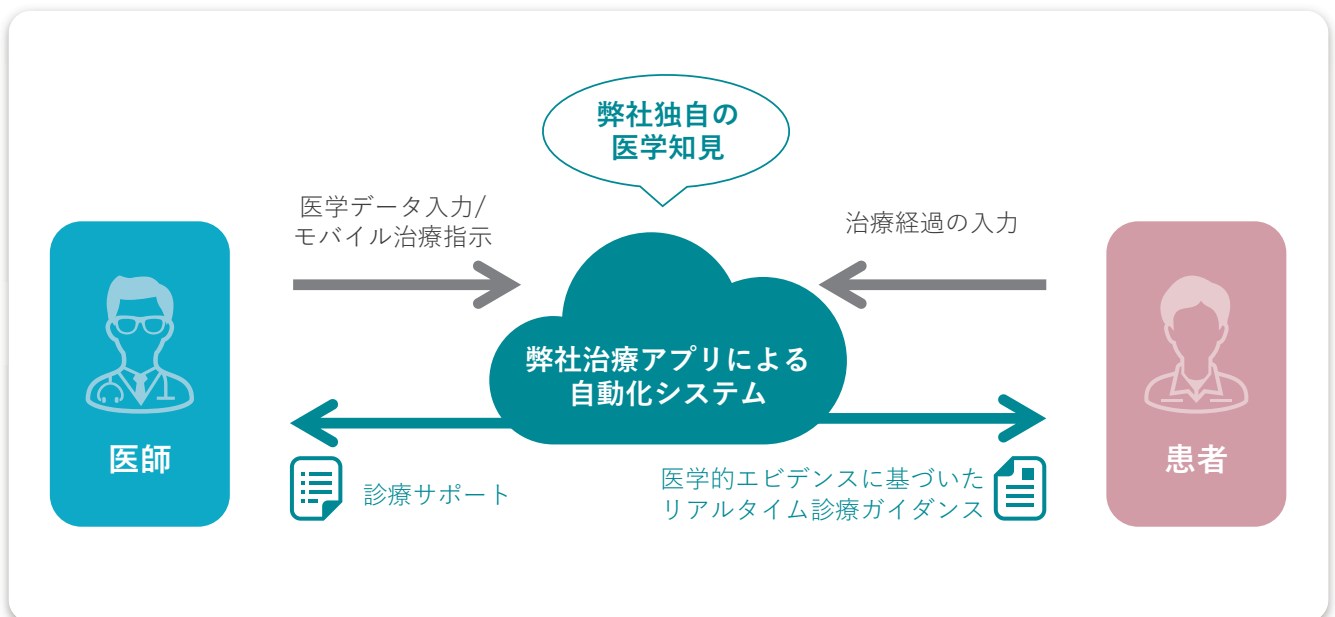 弊社独自の
医学知見
医学データ入力/
モバイル治療指示
治療経過の入力
弊社治療アプリによる
自動化システム
医師
患者
診療サポート
医学的エビデンスに基づいた
リアルタイム診療ガイダンス